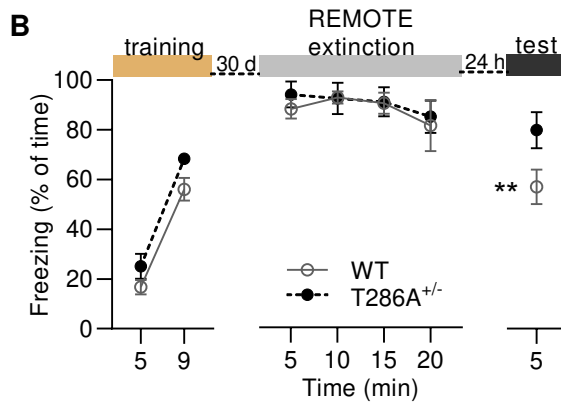 B
REMOTE
training
30 d
extinction
24 h
test
100
80
60
40
20
0
Freezing (% of time)
**
WT
T286A+/-
5 9 5 10 15 20 5
Time (min)